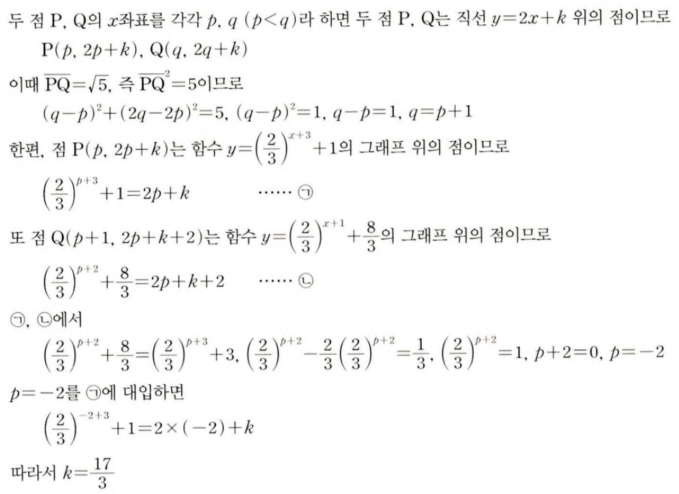 두 점 P, Q의 x좌표를 각각 p, q (p<q)라 하면 두 점 P, Q는 직선 y=2x+k 위의 점이므로
P(p, 2p+k), Q(q, 2q+k)
이때 $\overline{PQ}=\sqrt{5}$, 즉 $\overline{PQ}^2=5$이므로
$(q-p)^2+(2q-2p)^2=5$, $(q-p)^2=1$, $q-p=1$, $q=p+1$
한편, 점 P(p, 2p+k)는 함수 $y=\left(\frac{2}{3}\right)^{x+3}+1$의 그래프 위의 점이므로
$\left(\frac{2}{3}\right)^{p+3}+1=2p+k$ …… ㉠
또 점 Q(p+1, 2p+k+2)는 함수 $y=\left(\frac{2}{3}\right)^{x+1}+\frac{8}{3}$의 그래프 위의 점이므로
$\left(\frac{2}{3}\right)^{p+2}+\frac{8}{3}=2p+k+2$ …… ㉡
㉠, ㉡에서
$\left(\frac{2}{3}\right)^{p+2}+\frac{8}{3}=\left(\frac{2}{3}\right)^{p+3}+3$, $\left(\frac{2}{3}\right)^{p+2}-\frac{2}{3}\left(\frac{2}{3}\right)^{p+2}=\frac{1}{3}$, $\left(\frac{2}{3}\right)^{p+2}=1$, $p+2=0$, $p=-2$
p=-2를 ㉠에 대입하면
$\left(\frac{2}{3}\right)^{-2+3}+1=2\times(-2)+k$
따라서 $k=\frac{17}{3}$